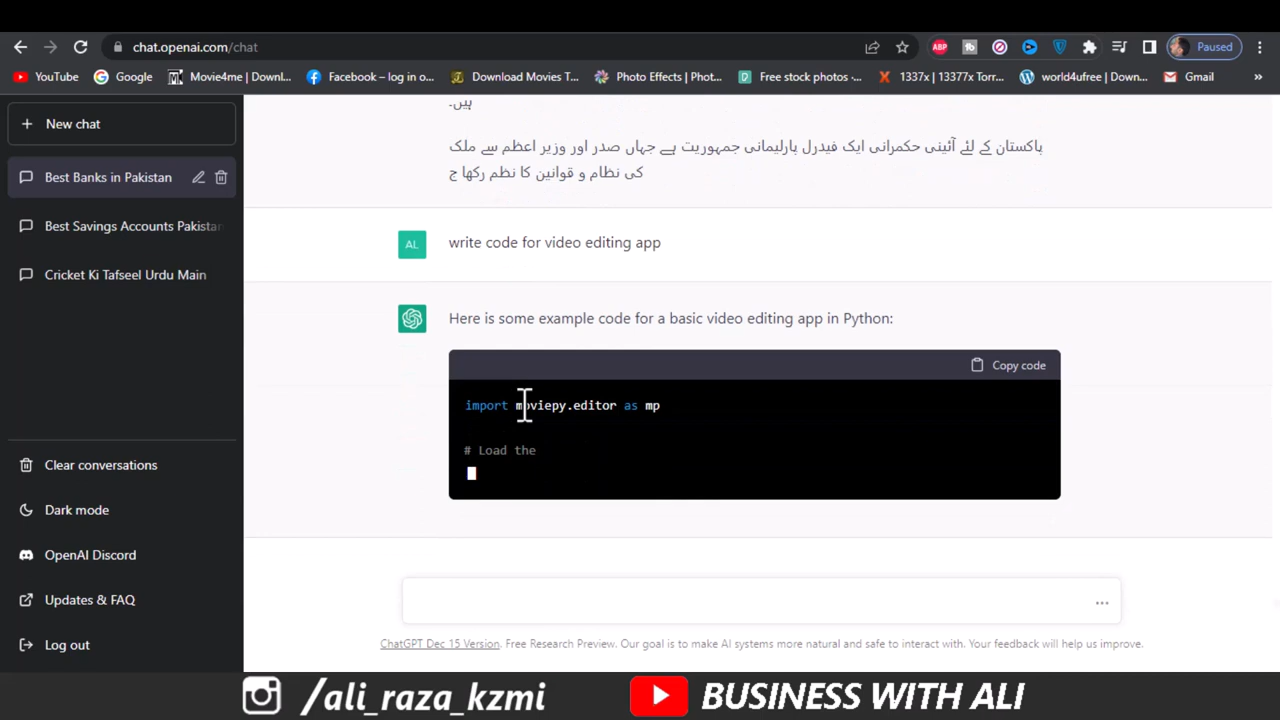 chat.openai.com/chat
ABP
Paused
YouTube
Google
Movie4me | Downl...
Facebook – log in o...
Download Movies T...
Photo Effects | Phot...
Free stock photos ·...
1337x | 13377x Torr...
world4ufree | Down...
Gmail
»
+ New chat
Best Banks in Pakistan
Best Savings Accounts Pakistan
Cricket Ki Tafseel Urdu Main
Clear conversations
Dark mode
OpenAI Discord
Updates & FAQ
Log out
ہیں۔
پاکستان کے لئے آئینی حکمرانی ایک فیدرل پارلیمانی جمہوریت ہے جہاں صدر اور وزیر اعظم سے ملک
کی نظام و قوانین کا نظم رکھا ج
AL
write code for video editing app
Here is some example code for a basic video editing app in Python:
Copy code
import moviepy.editor as mp
# Load the
...
ChatGPT Dec 15 Version. Free Research Preview. Our goal is to make AI systems more natural and safe to interact with. Your feedback will help us improve.
/ali_raza_kzmi
BUSINESS WITH ALI